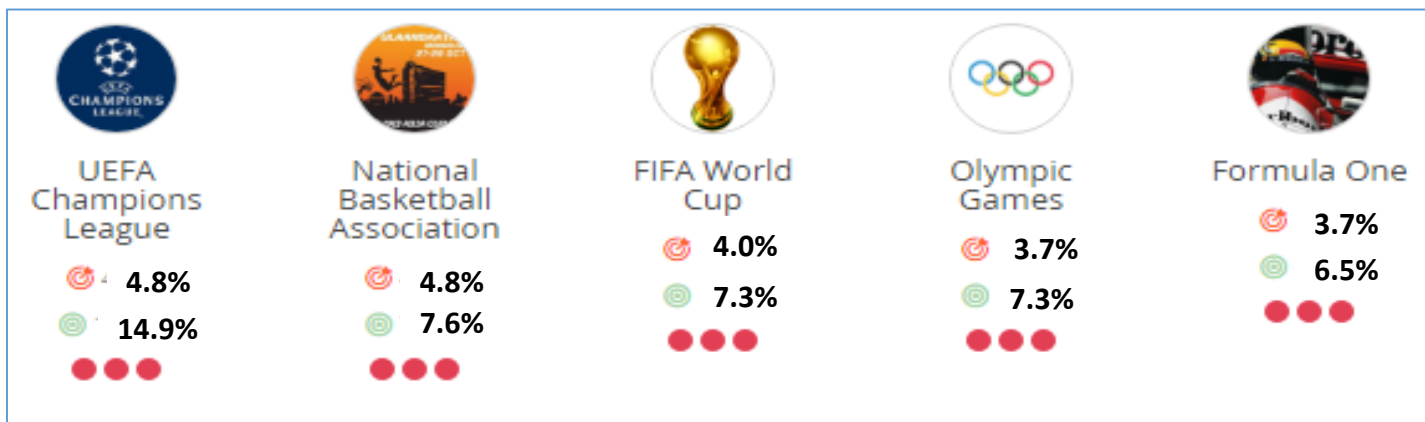 UEFA
CHAMPIONS
LEAGUE
UEFA
Champions
League
4.8%
14.9%
National
Basketball
Association
4.8%
7.6%
FIFA World
Cup
4.0%
7.3%
Olympic
Games
3.7%
7.3%
Formula One
3.7%
6.5%